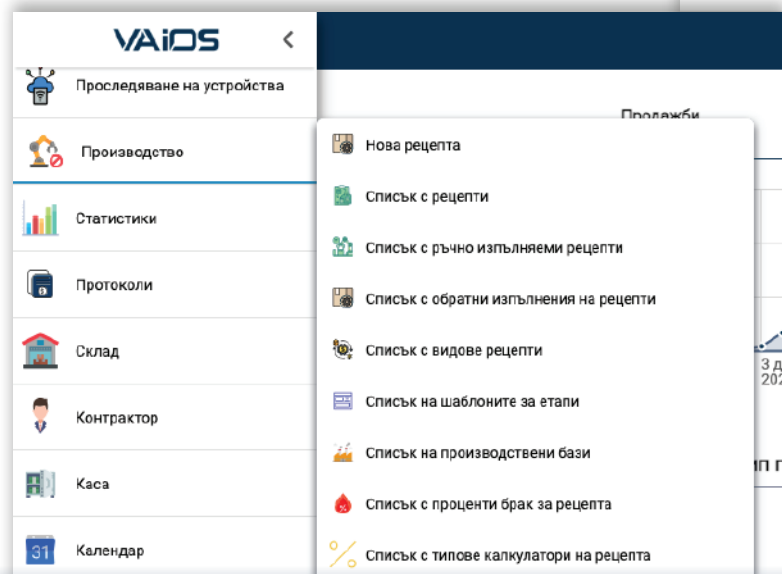 VAiOS
Проследяване на устройства
Производство
Статистики
Протоколи
Склад
Контрактор
Каса
31
Календар
Продажби
Нова рецепта
Списък с рецепти
Списък с ръчно изпълняеми рецепти
Списък с обратни изпълнения на рецепти
Списък с видове рецепти
Списък на шаблоните за етапи
Списък на производствени бази
Списък с проценти брак за рецепта
Списък с типове калкулатори на рецепта